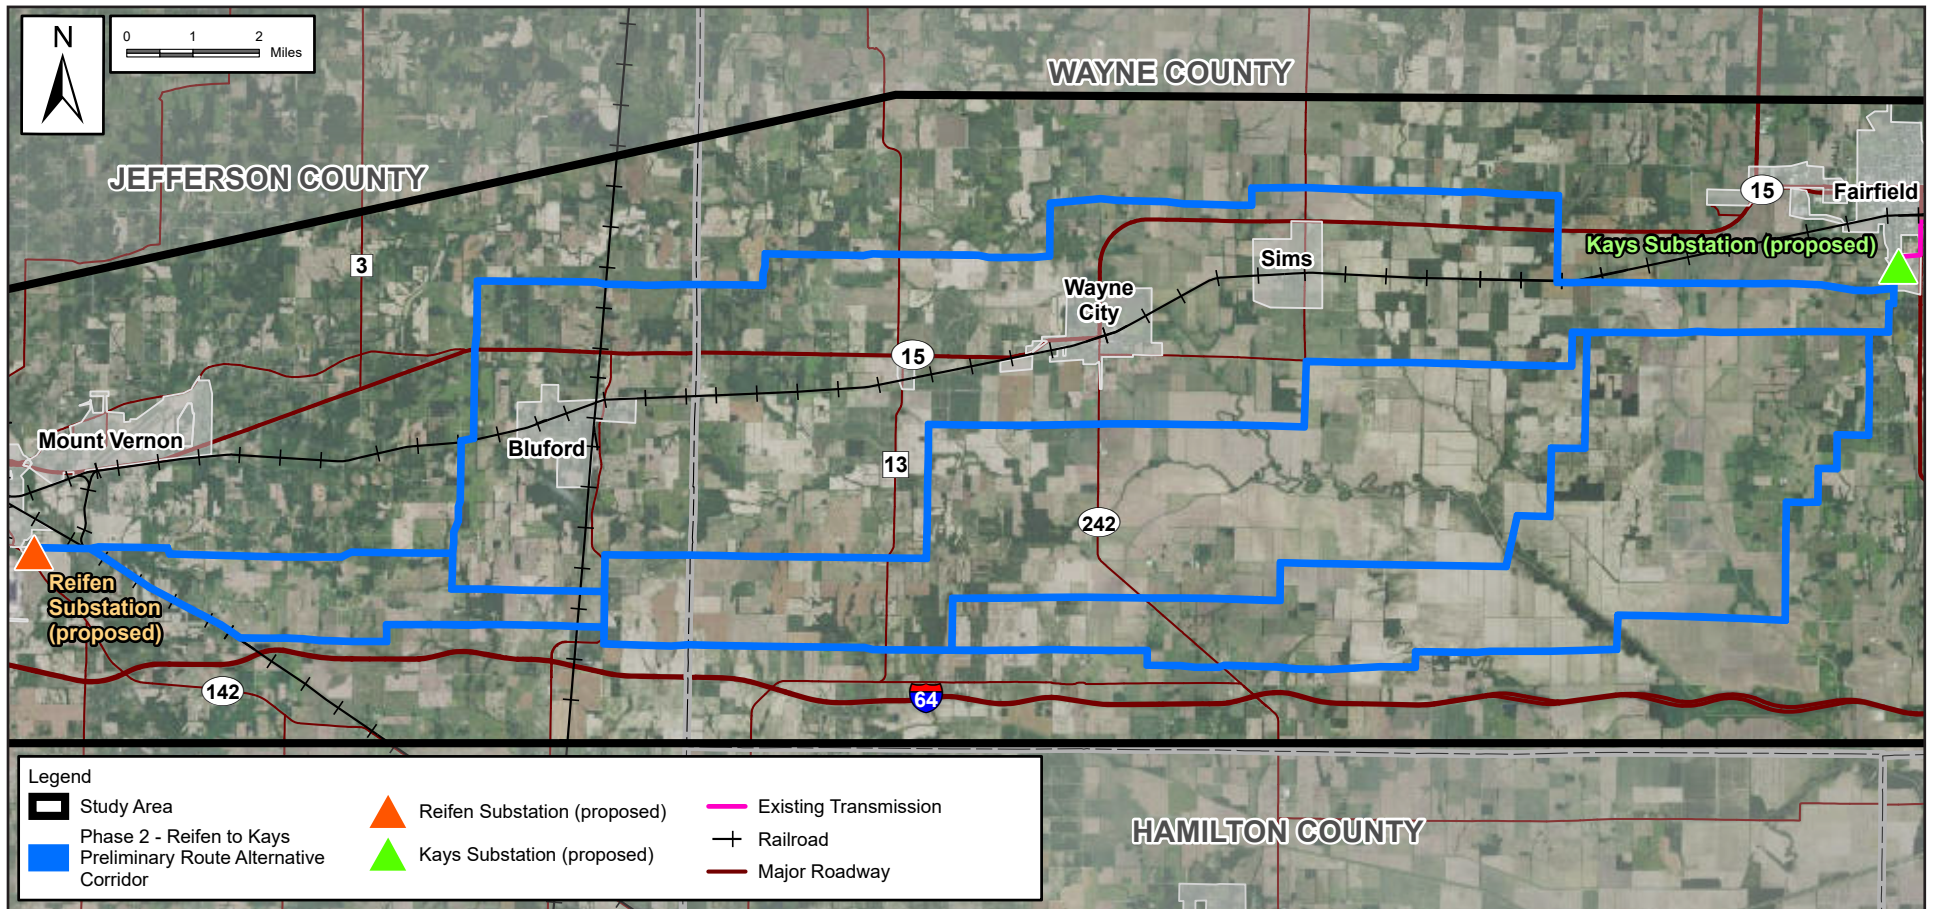 N
0 1 2
Miles
WAYNE COUNTY
JEFFERSON COUNTY
15
Fairfield
Kays Substation (proposed)
3
Sims
Wayne
City
15
Mount Vernon
Bluford
13
242
Reifen
Substation
(proposed)
142
64
Legend
Study Area
Phase 2 - Reifen to Kays
Preliminary Route Alternative
Corridor
Reifen Substation (proposed)
Kays Substation (proposed)
Existing Transmission
Railroad
Major Roadway
HAMILTON COUNTY